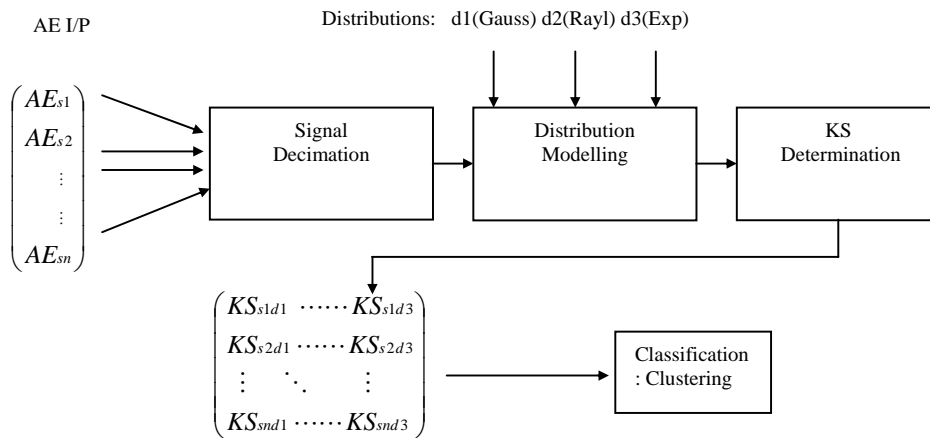 Distributions: d1(Gauss) d2(Rayl) d3(Exp)
AE I/P
AEs1
AEs2
⋮
⋮
AEsn
Signal
Decimation
Distribution
Modelling
KS
Determination
KSs1d1 ⋯⋯ KSs1d3
KSs2d1 ⋯⋯ KSs2d3
⋮ ⋱ ⋮
KSsnd1 ⋯⋯ KSsnd3
Classification
: Clustering